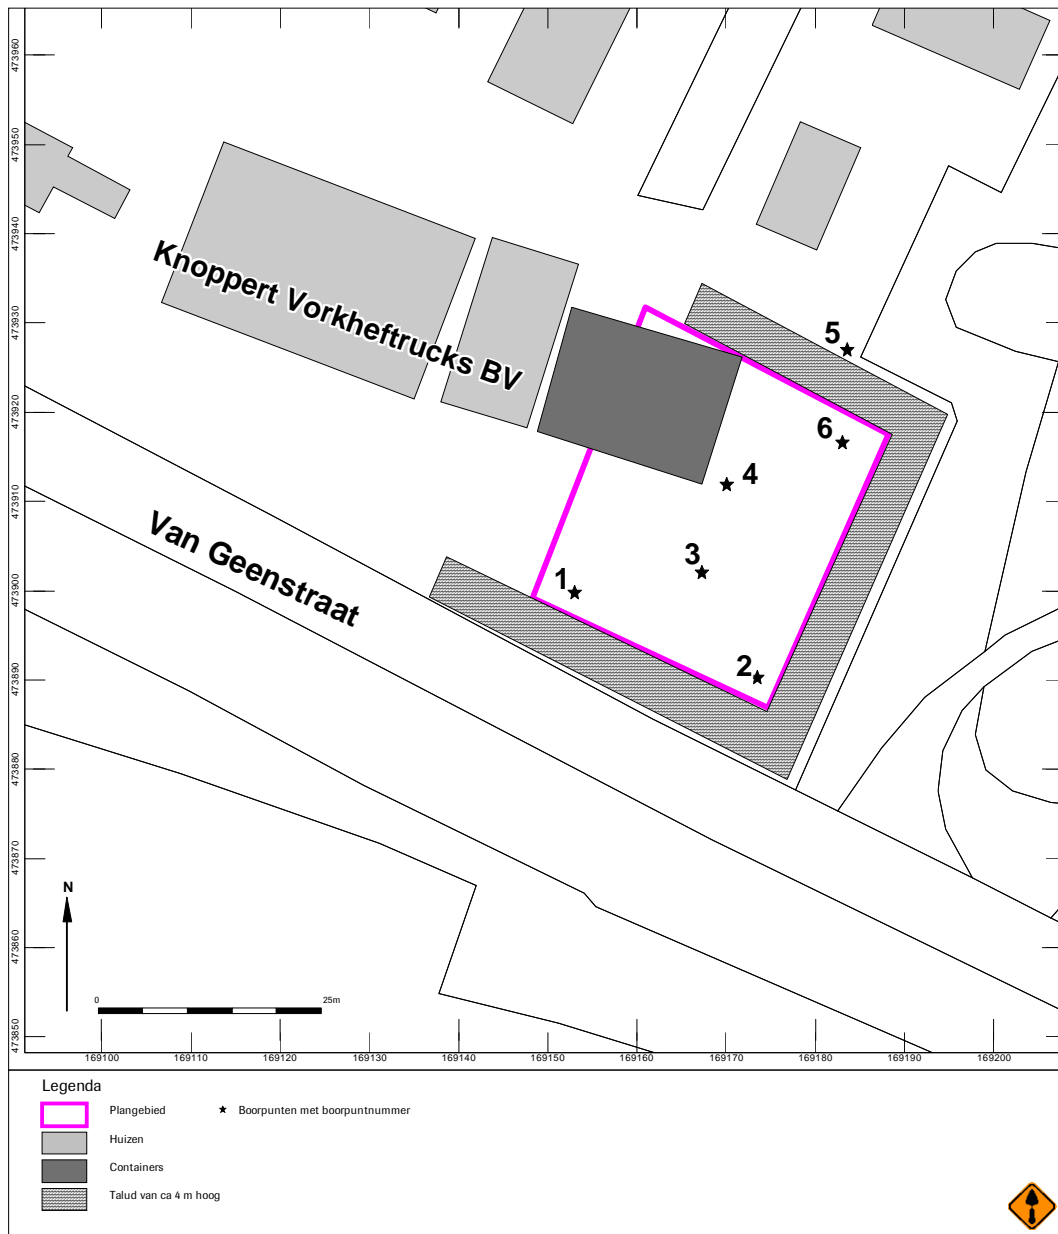 473960
473950
473940
473930
473920
473910
473900
473890
473880
473870
473860
473850
Knoppert Vorkheftrucks BV
Van Geenstraat
5
6
4
3
1
2
N
0 25m
169100 169110 169120 169130 169140 169150 169160 169170 169180 169190 169200
Legenda
Plangebied
Boorpunten met boorpuntnummer
Huizen
Containers
Talud van ca 4 m hoog